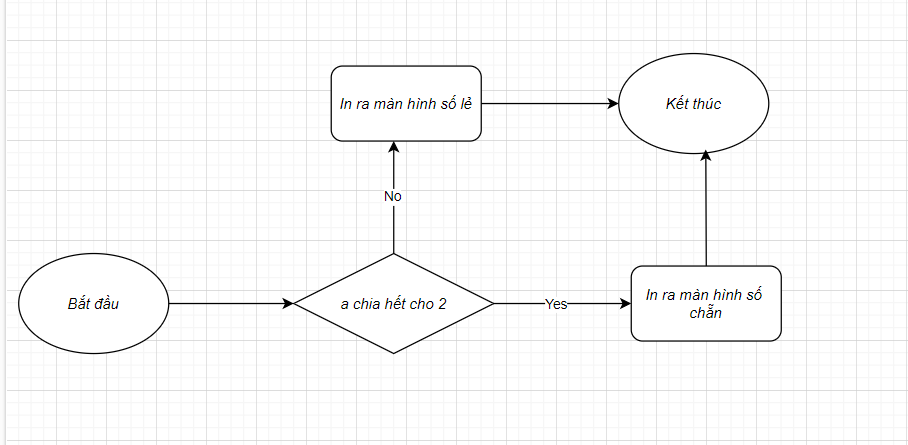 In ra màn hình số lẻ
Kết thúc
No
Bắt đầu
a chia hết cho 2
Yes
In ra màn hình số
chẵn